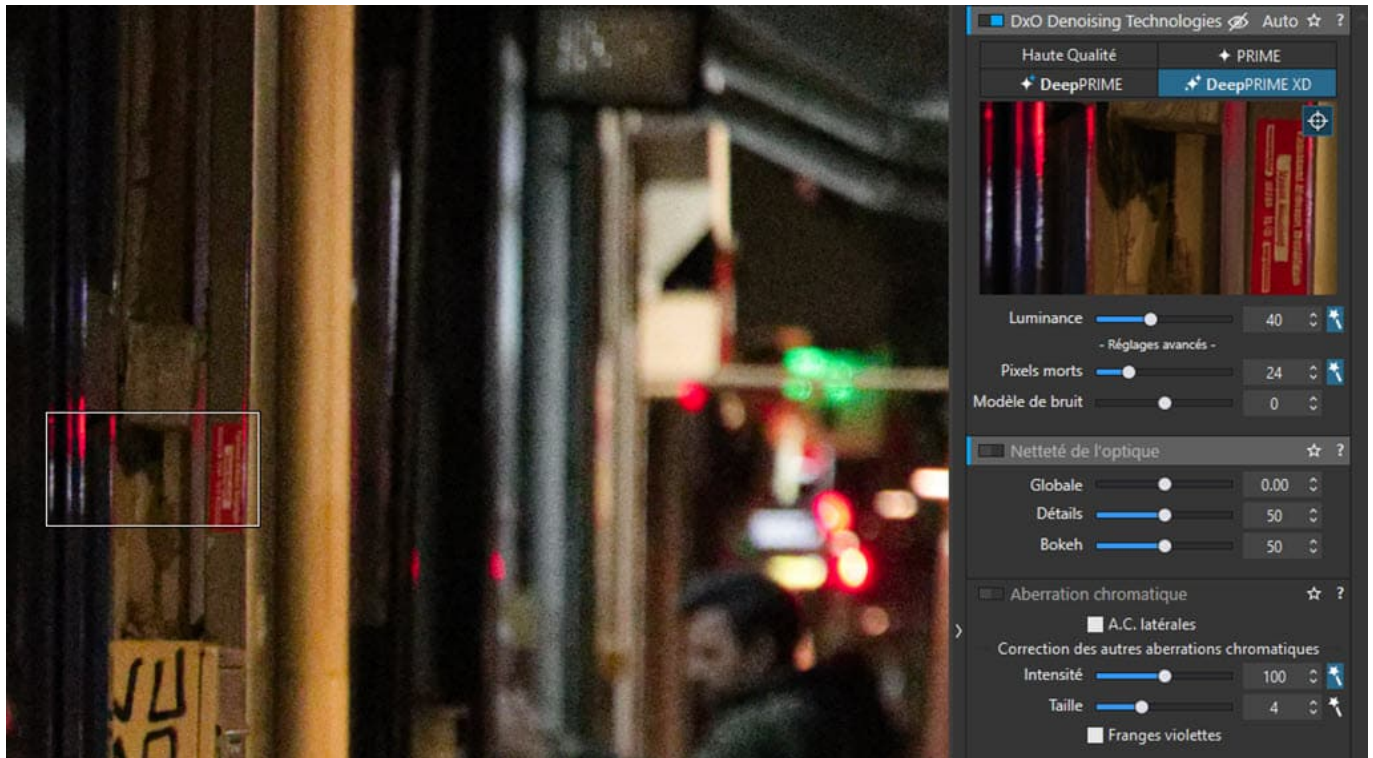 DxO Denoising Technologies Auto ?
Haute Qualité PRIME
DeepPRIME DeepPRIME XD
Luminance 40
- Réglages avancés -
Pixels morts 24
Modèle de bruit 0
Netteté de l'optique ?
Globale 0.00
Détails 50
Bokeh 50
Aberration chromatique ?
A.C. latérales
Correction des autres aberrations chromatiques
Intensité 100
Taille 4
Franges violettes